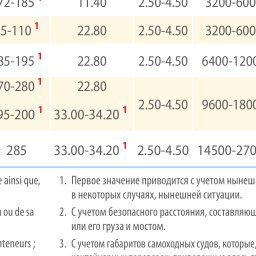 72-185 1 11.40 2.50-4.50 3200-600
5-110 1 22.80 2.50-4.50 3200-600
85-195 1 22.80 2.50-4.50 6400-1200
70-280 1 22.80
95-200 1 33.00-34.20 1 2.50-4.50 9600-1800
285 33.00-34.20 1 2.50-4.50 14500-270
ainsi que, 1. Первое значение приводится с учетом нынеш
в некоторых случаях, нынешней ситуации.
ou de sa 2. С учетом безопасного расстояния, составляющ
или его груза и мостом.
nteneurs ; 3. С учетом габаритов самоходных судов, которые,